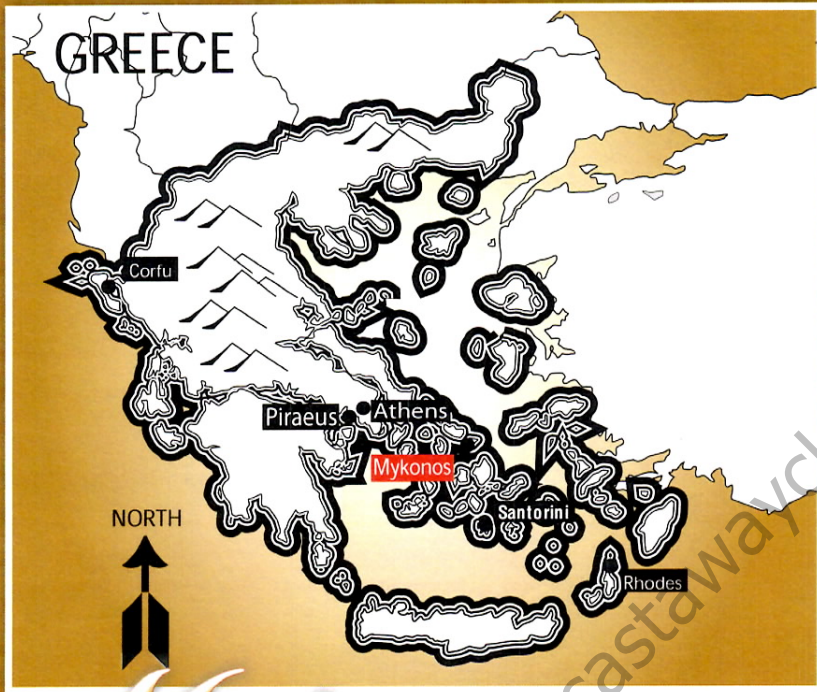 GREECE
Corfu
Piraeus
Athens
Mykonos
Santorini
NORTH
Rhodes